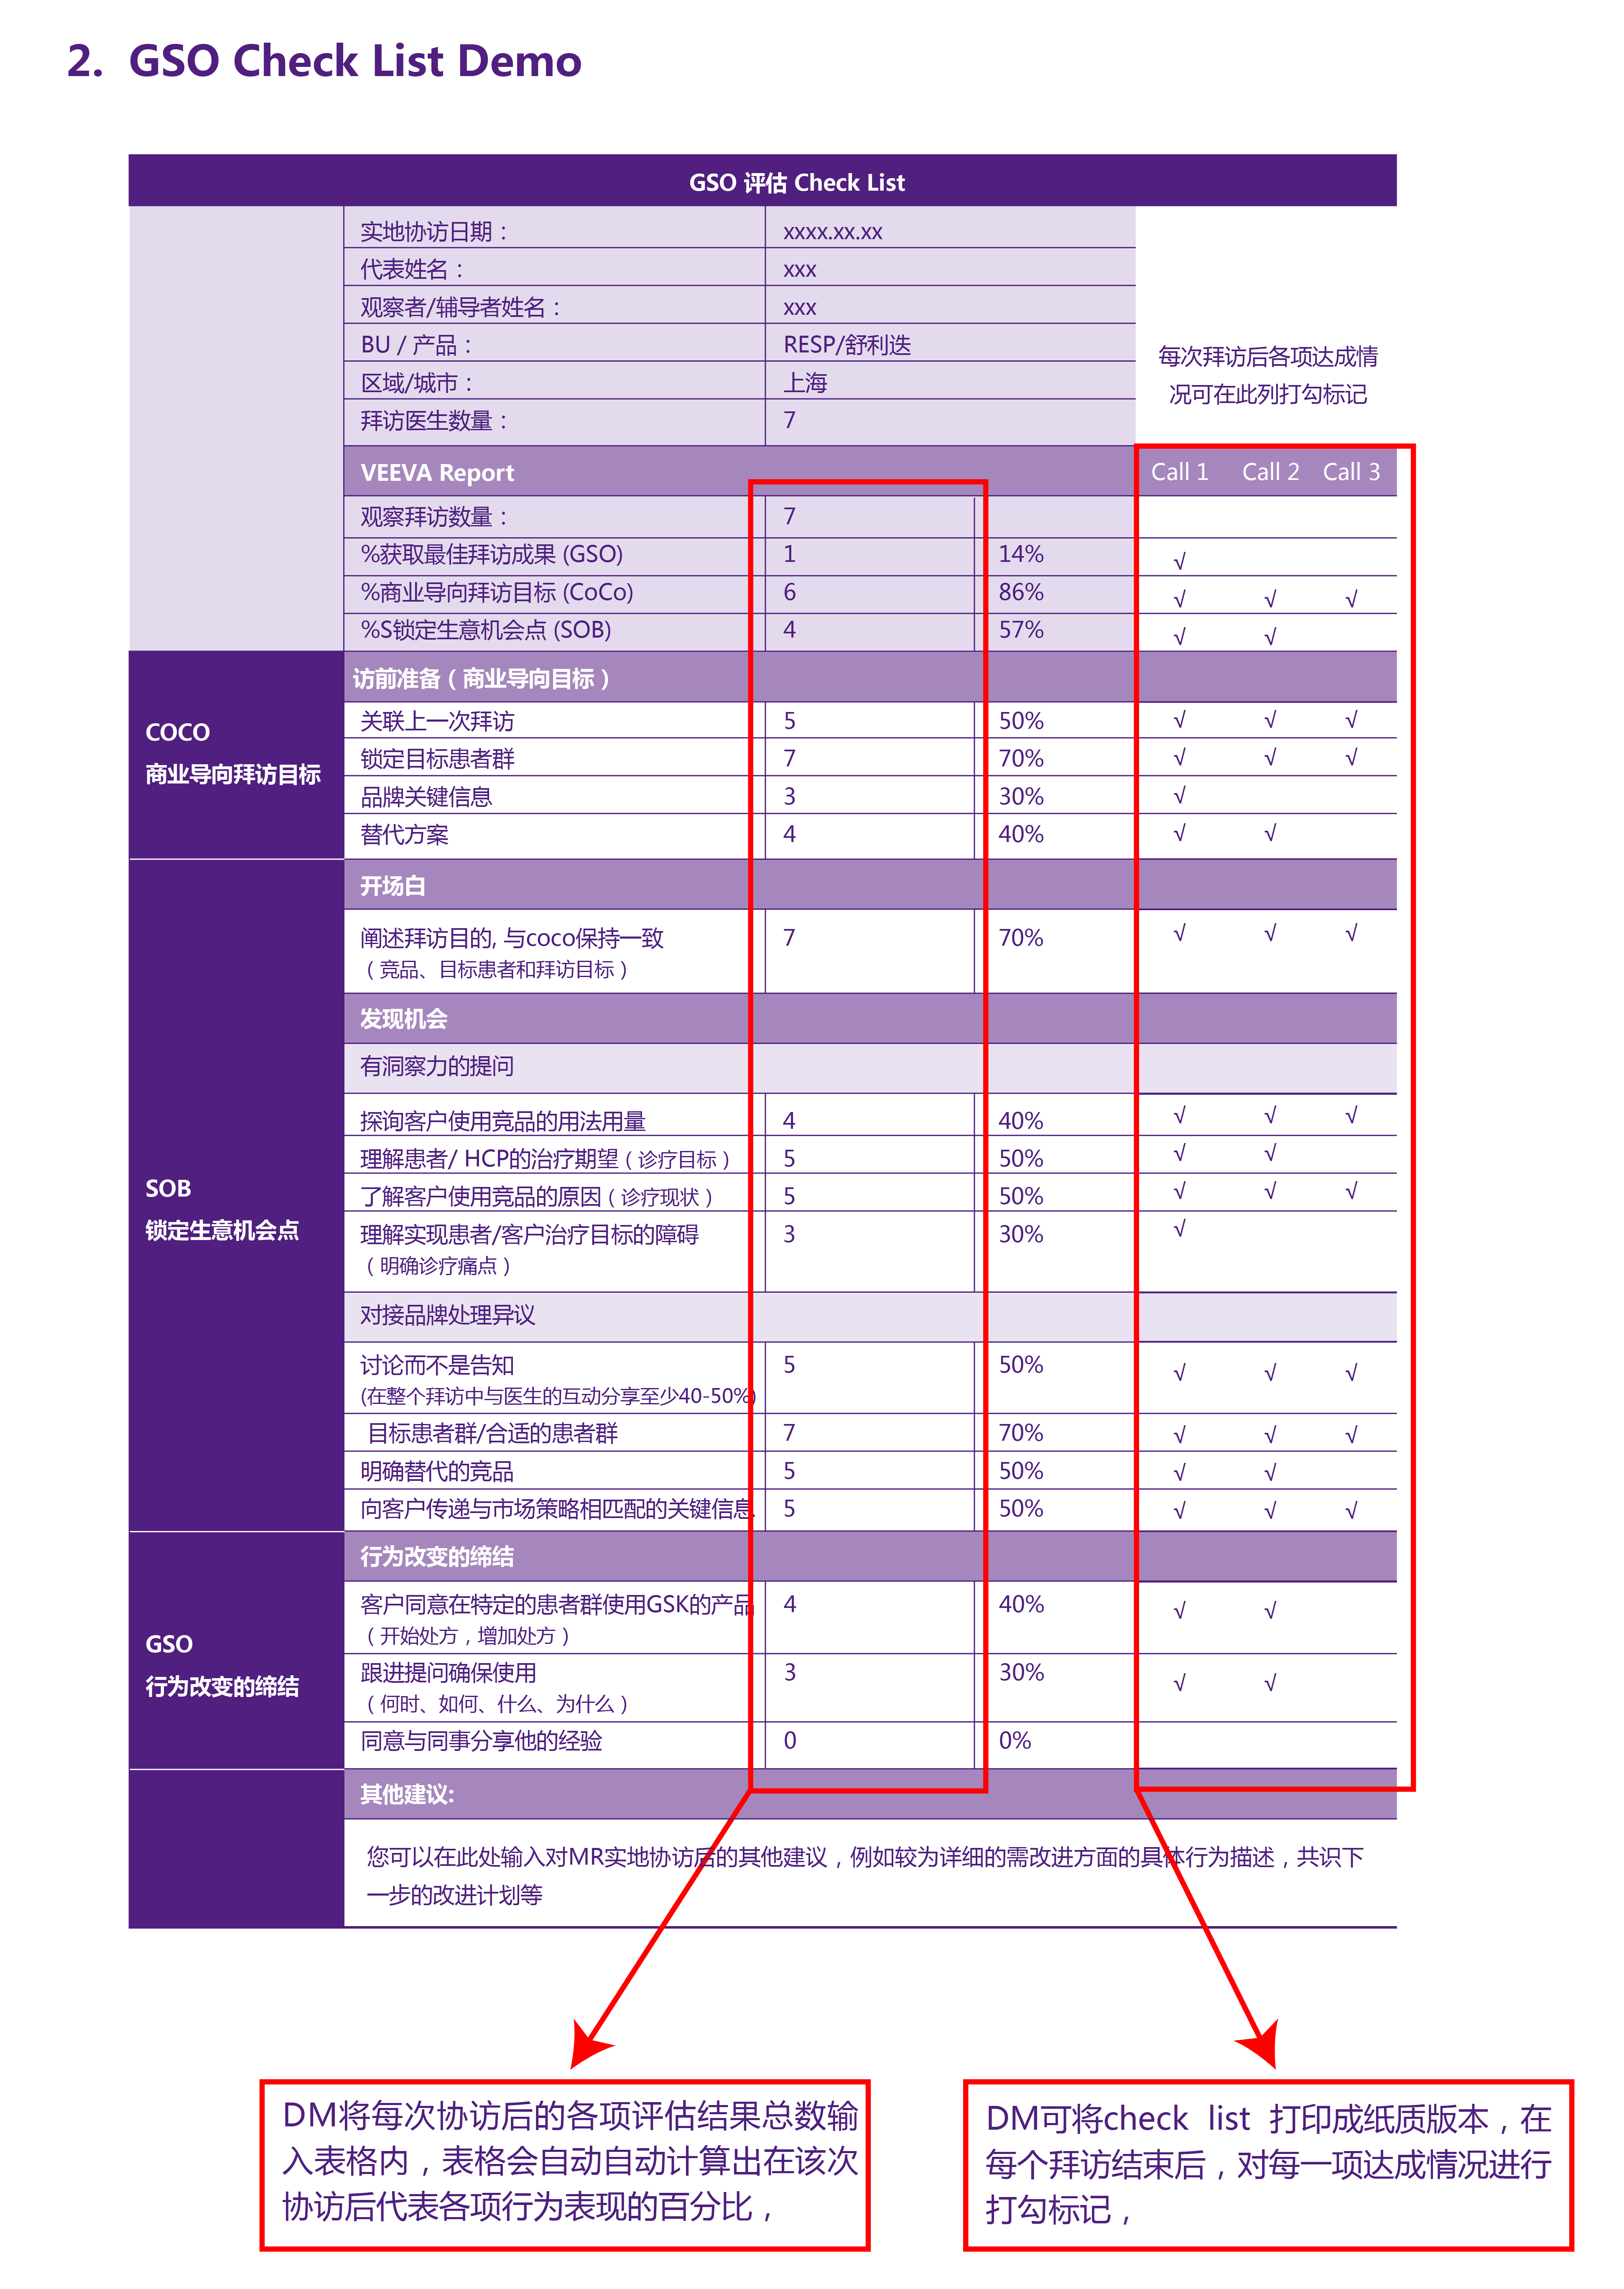 2. GSO Check List Demo
GSO 评估 Check List
实地协访日期： xxxx.xx.xx
代表姓名： xxx
观察者/辅导者姓名： xxx
BU / 产品： RESP/舒利迭
区域/城市： 上海
拜访医生数量： 7
每次拜访后各项达成情
况可在此列打勾标记
VEEVA Report Call 1 Call 2 Call 3
观察拜访数量： 7
%获取最佳拜访成果 (GSO) 1 14% √
%商业导向拜访目标 (CoCo) 6 86% √ √ √
%S锁定生意机会点 (SOB) 4 57% √ √
COCO
商业导向拜访目标
访前准备（商业导向目标）
关联上一次拜访 5 50% √ √ √
锁定目标患者群 7 70% √ √ √
品牌关键信息 3 30% √
替代方案 4 40% √ √
SOB
锁定生意机会点
开场白
阐述拜访目的, 与coco保持一致 7 70% √ √ √
（竞品、目标患者和拜访目标）
发现机会
有洞察力的提问
探询客户使用竞品的用法用量 4 40% √ √ √
理解患者/ HCP的治疗期望（诊疗目标） 5 50% √ √
了解客户使用竞品的原因（诊疗现状） 5 50% √ √ √
理解实现患者/客户治疗目标的障碍 3 30% √
（明确诊疗痛点）
对接品牌处理异议
讨论而不是告知 5 50% √ √ √
(在整个拜访中与医生的互动分享至少40-50%)
目标患者群/合适的患者群 7 70% √ √ √
明确替代的竞品 5 50% √ √
向客户传递与市场策略相匹配的关键信息 5 50% √ √ √
GSO
行为改变的缔结
行为改变的缔结
客户同意在特定的患者群使用GSK的产品 4 40% √ √
（开始处方，增加处方）
跟进提问确保使用 3 30% √ √
（何时、如何、什么、为什么）
同意与同事分享他的经验 0 0%
其他建议:
您可以在此处输入对MR实地协访后的其他建议，例如较为详细的需改进方面的具体行为描述，共识下
一步的改进计划等
DM将每次协访后的各项评估结果总数输
入表格内，表格会自动自动计算出在该次
协访后代表各项行为表现的百分比，
DM可将check list 打印成纸质版本，在
每个拜访结束后，对每一项达成情况进行
打勾标记，